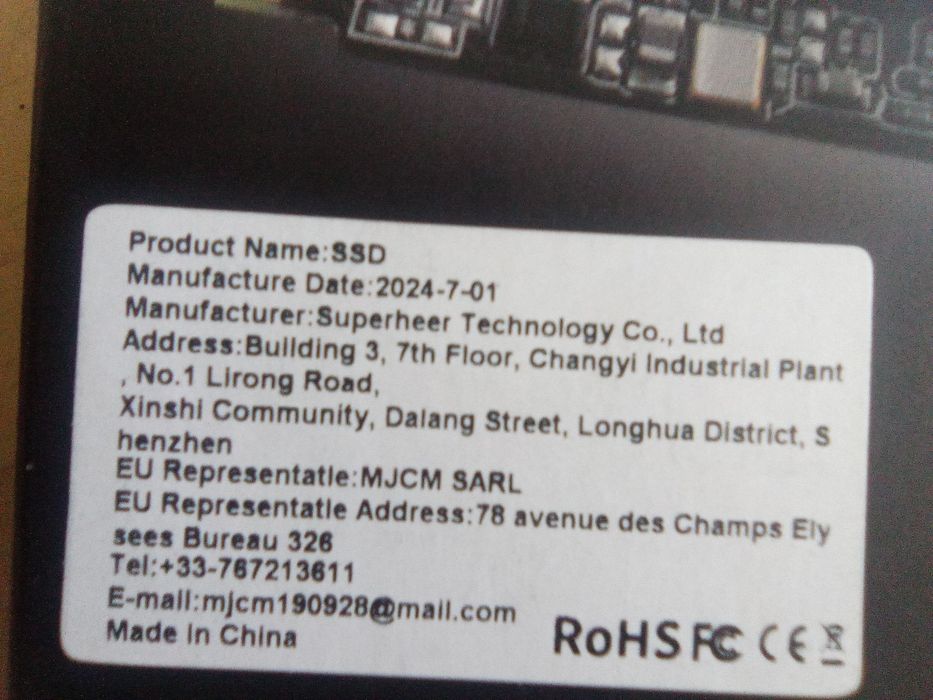 Product Name:SSD
Manufacture Date:2024-7-01
Manufacturer:Superheer Technology Co., Ltd
Address:Building 3, 7th Floor, Changyi Industrial Plant
, No.1 Lirong Road,
Xinshi Community, Dalang Street, Longhua District, S
henzhen
EU Representatie:MJCM SARL
EU Representatie Address:78 avenue des Champs Ely
sees Bureau 326
Tel:+33-767213611
E-mail:mjcm190928@mail.com
Made in China
RoHS FC CE